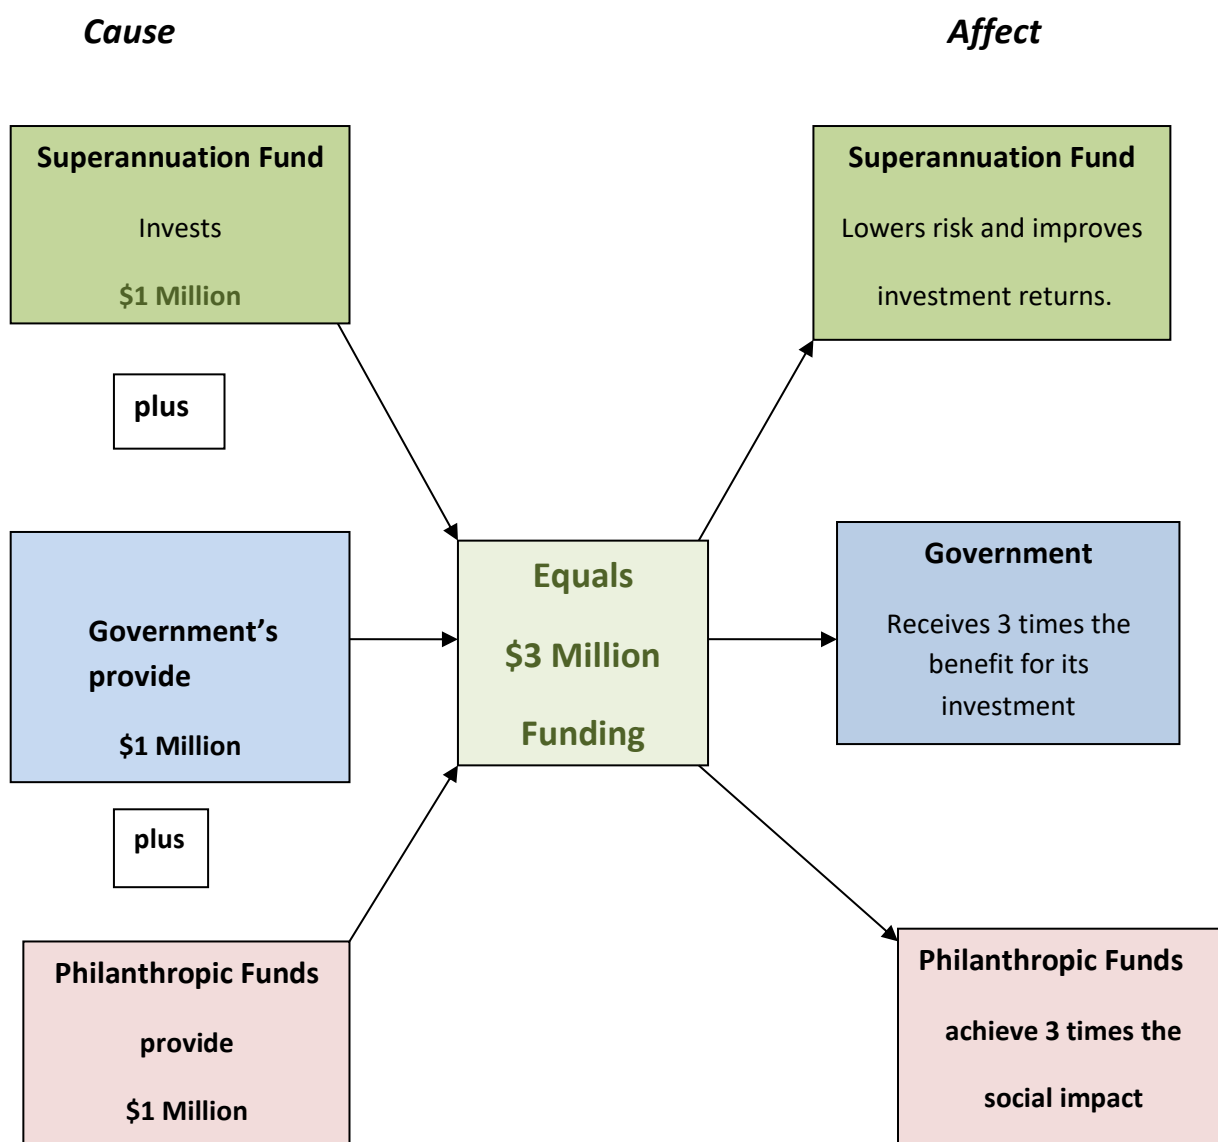 Cause
Affect
Superannuation Fund
Invests
$1 Million
plus
Government’s
provide
$1 Million
plus
Philanthropic Funds
provide
$1 Million
Equals
$3 Million
Funding
Superannuation Fund
Lowers risk and improves
investment returns.
Government
Receives 3 times the
benefit for its
investment
Philanthropic Funds
achieve 3 times the
social impact